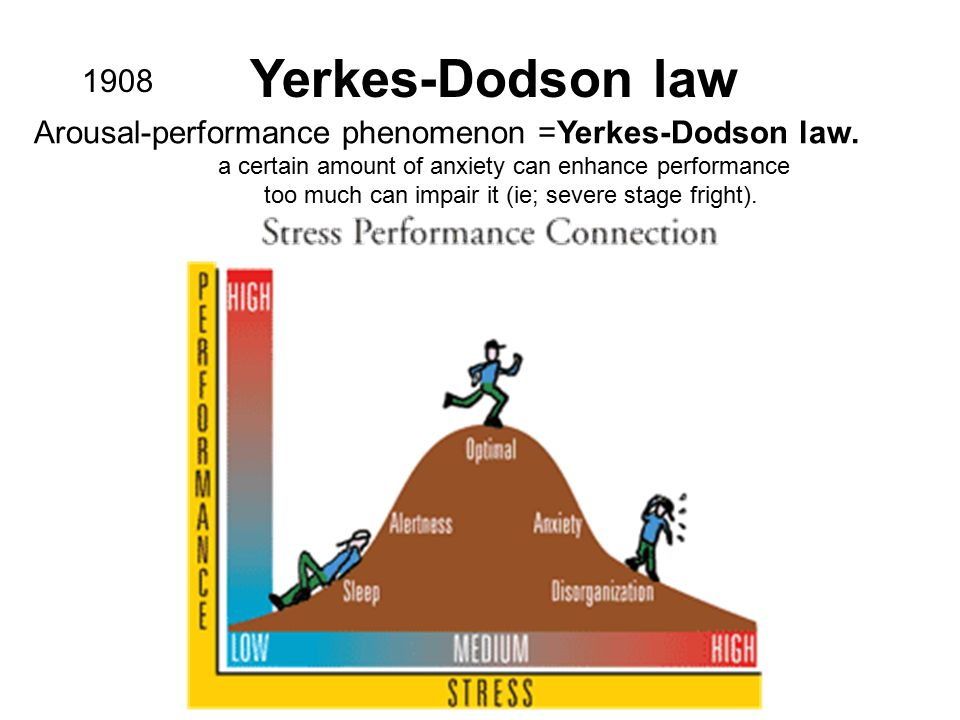 1908
Yerkes-Dodson law
Arousal-performance phenomenon =Yerkes-Dodson law.
a certain amount of anxiety can enhance performance
too much can impair it (ie; severe stage fright).
Stress Performance Connection
PERFORMANCE
HIGH
Optimal
Alertness
Anxiety
Sleep
Disorganization
LOW
MEDIUM
HIGH
STRESS